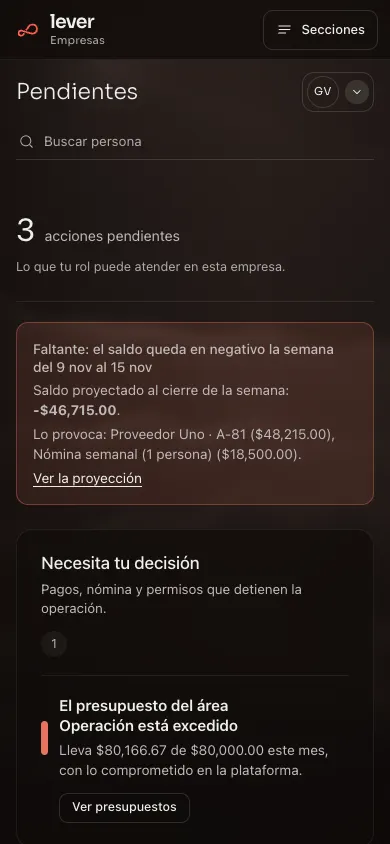 lever
Empresas
Secciones
Pendientes
GV
Buscar persona
3 acciones pendientes
Lo que tu rol puede atender en esta empresa.
Faltante: el saldo queda en negativo la semana
del 9 nov al 15 nov
Saldo proyectado al cierre de la semana:
-$46,715.00.
Lo provoca: Proveedor Uno · A-81 ($48,215.00),
Nómina semanal (1 persona) ($18,500.00).
Ver la proyección
Necesita tu decisión
Pagos, nómina y permisos que detienen la
operación.
1
El presupuesto del área
Operación está excedido
Lleva $80,166.67 de $80,000.00 este mes,
con lo comprometido en la plataforma.
Ver presupuestos